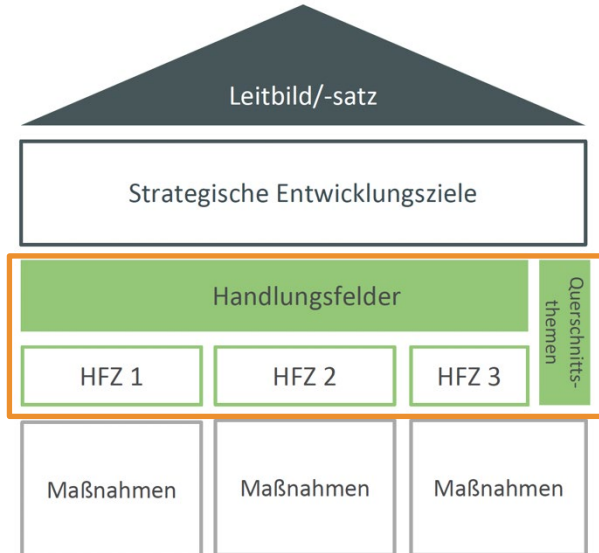 Leitbild/-satz
Strategische Entwicklungsziele
Handlungsfelder
Querschnitts-
themen
HFZ 1
HFZ 2
HFZ 3
Maßnahmen
Maßnahmen
Maßnahmen